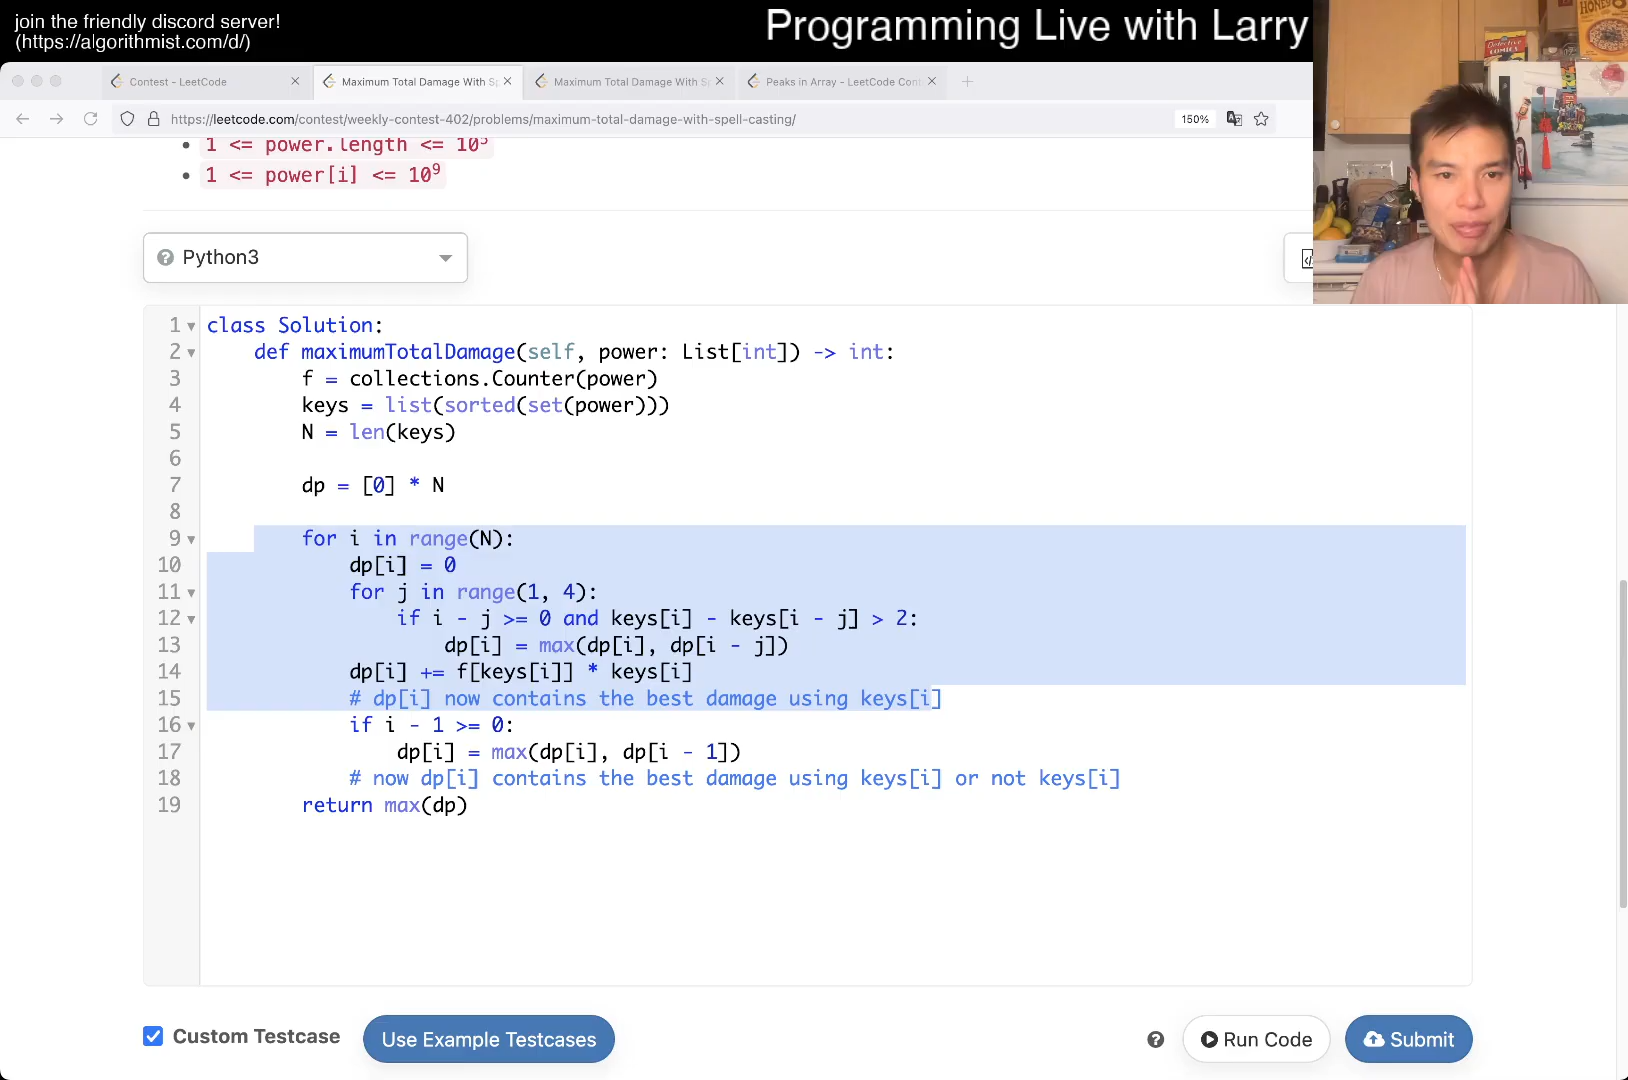 join the friendly discord server!
(https://algorithmist.com/d/)
Programming Live with Larry
Contest - LeetCode
Maximum Total Damage With Sp
Maximum Total Damage With Sp
Peaks in Array - LeetCode Cont
https://leetcode.com/contest/weekly-contest-402/problems/maximum-total-damage-with-spell-casting/
150%
1 <= power.length <= 10⁵
1 <= power[i] <= 10⁹
Python3
1 class Solution:
2 def maximumTotalDamage(self, power: List[int]) -> int:
3 f = collections.Counter(power)
4 keys = list(sorted(set(power)))
5 N = len(keys)
6
7 dp = [0] * N
8
9 for i in range(N):
10 dp[i] = 0
11 for j in range(1, 4):
12 if i - j >= 0 and keys[i] - keys[i - j] > 2:
13 dp[i] = max(dp[i], dp[i - j])
14 dp[i] += f[keys[i]] * keys[i]
15 # dp[i] now contains the best damage using keys[i]
16 if i - 1 >= 0:
17 dp[i] = max(dp[i], dp[i - 1])
18 # now dp[i] contains the best damage using keys[i] or not keys[i]
19 return max(dp)
Custom Testcase
Use Example Testcases
Run Code
Submit